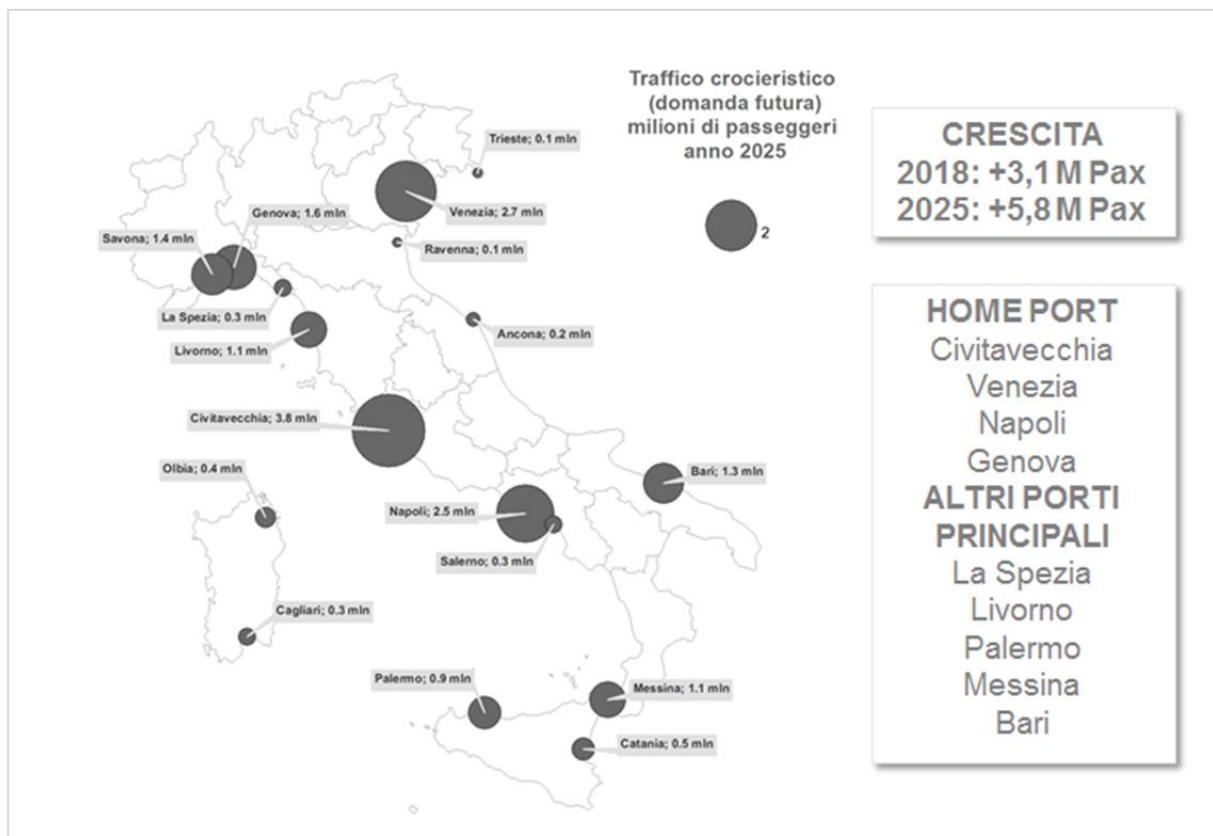 Traffico crocieristico
(domanda futura)
milioni di passeggeri
anno 2025
2
Trieste; 0.1 mln
Venezia; 2.7 mln
Genova; 1.6 mln
Savona; 1.4 mln
Ravenna; 0.1 mln
La Spezia; 0.3 mln
Ancona; 0.2 mln
Livorno; 1.1 mln
Civitavecchia; 3.8 mln
Olbia; 0.4 mln
Bari; 1.3 mln
Napoli; 2.5 mln
Salerno; 0.3 mln
Cagliari; 0.3 mln
Palermo; 0.9 mln
Messina; 1.1 mln
Catania; 0.5 mln
CRESCITA
2018: +3,1 M Pax
2025: +5,8 M Pax
HOME PORT
Civitavecchia
Venezia
Napoli
Genova
ALTRI PORTI
PRINCIPALI
La Spezia
Livorno
Palermo
Messina
Bari